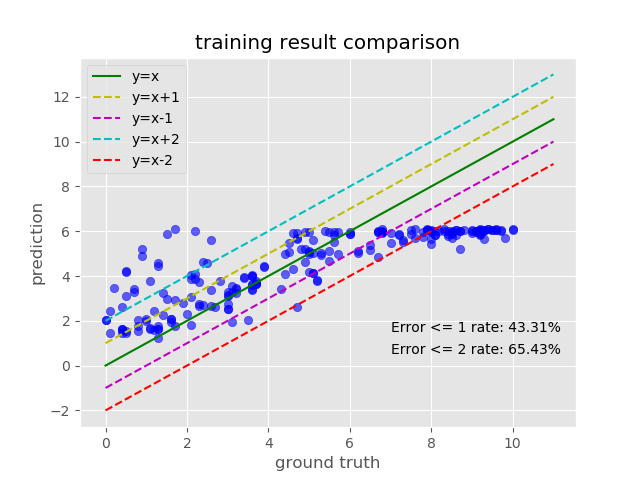 training result comparison
y=x
y=x+1
y=x-1
y=x+2
y=x-2
12
10
8
6
4
2
0
−2
prediction
Error <= 1 rate: 43.31%
Error <= 2 rate: 65.43%
0 2 4 6 8 10
ground truth